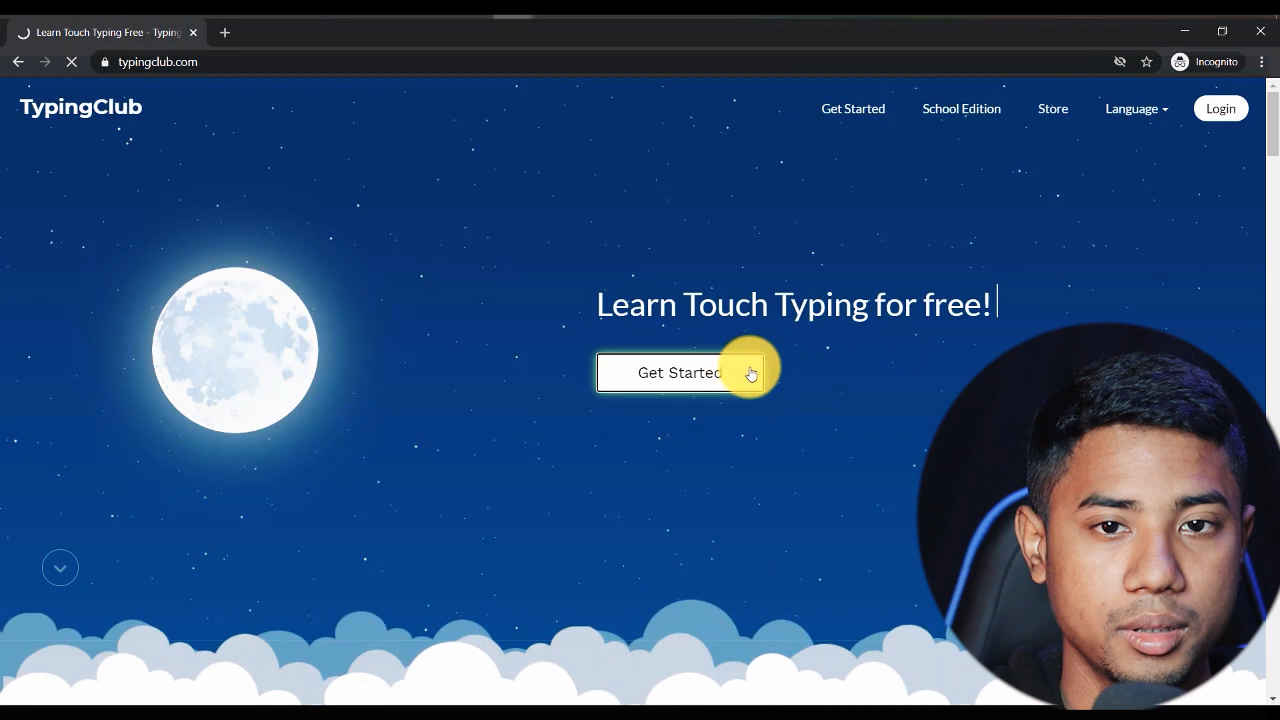 Learn Touch Typing Free - Typing
typingclub.com
Incognito
TypingClub
Get Started
School Edition
Store
Language
Login
Learn Touch Typing for free!
Get Started